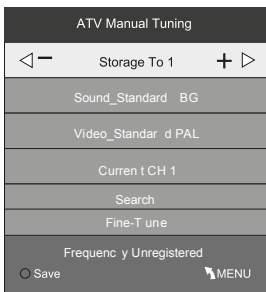 ATV Manual Tuning
Storage To 1
Sound_Standard BG
Video_Standar d PAL
Curren t CH 1
Search
Fine-T une
Frequenc y Unregistered
Save MENU